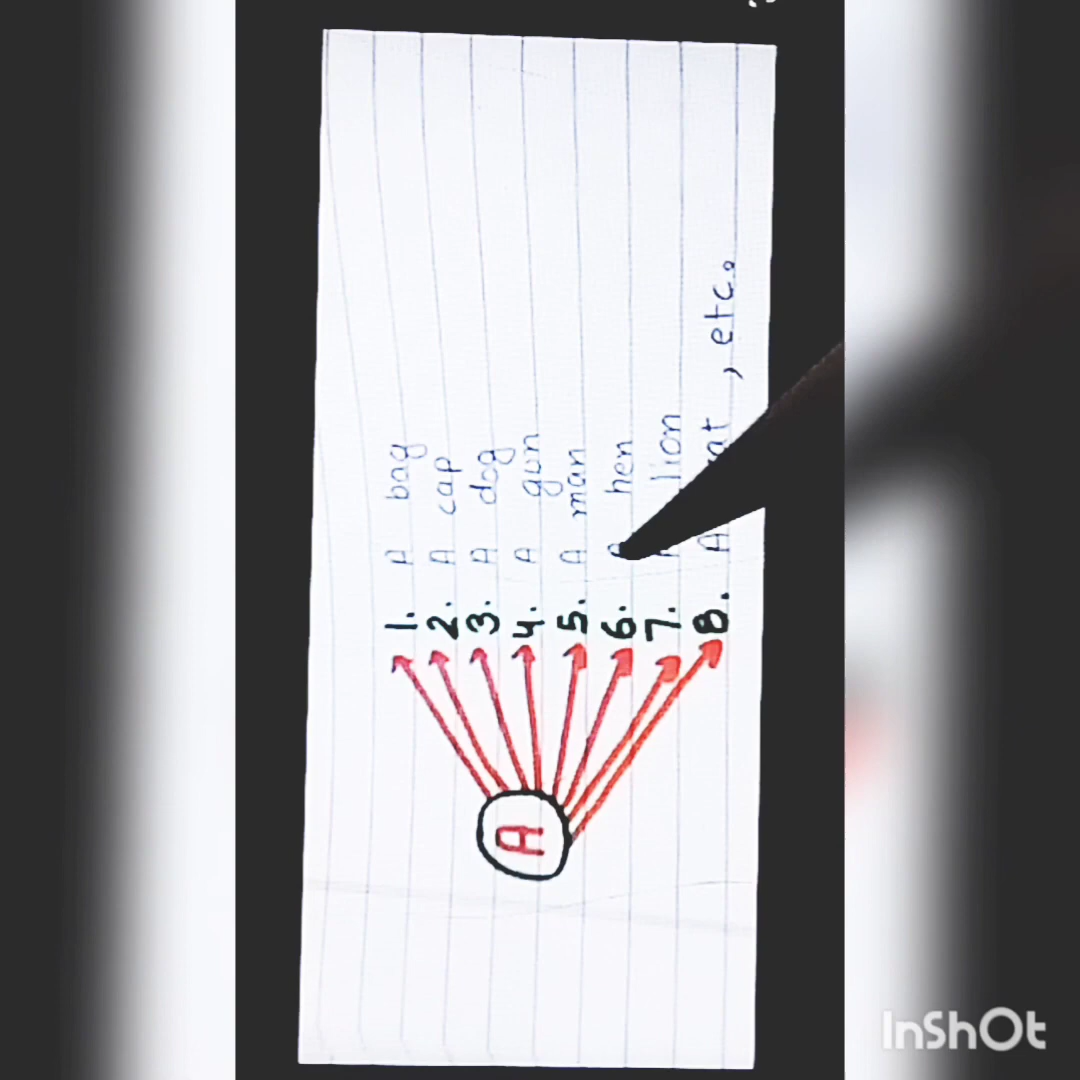 A
1. A bag
2. A cap
3. A dog
4. A gun
5. A man
6. A hen
7. A lion
8. A , etc.
InShOt